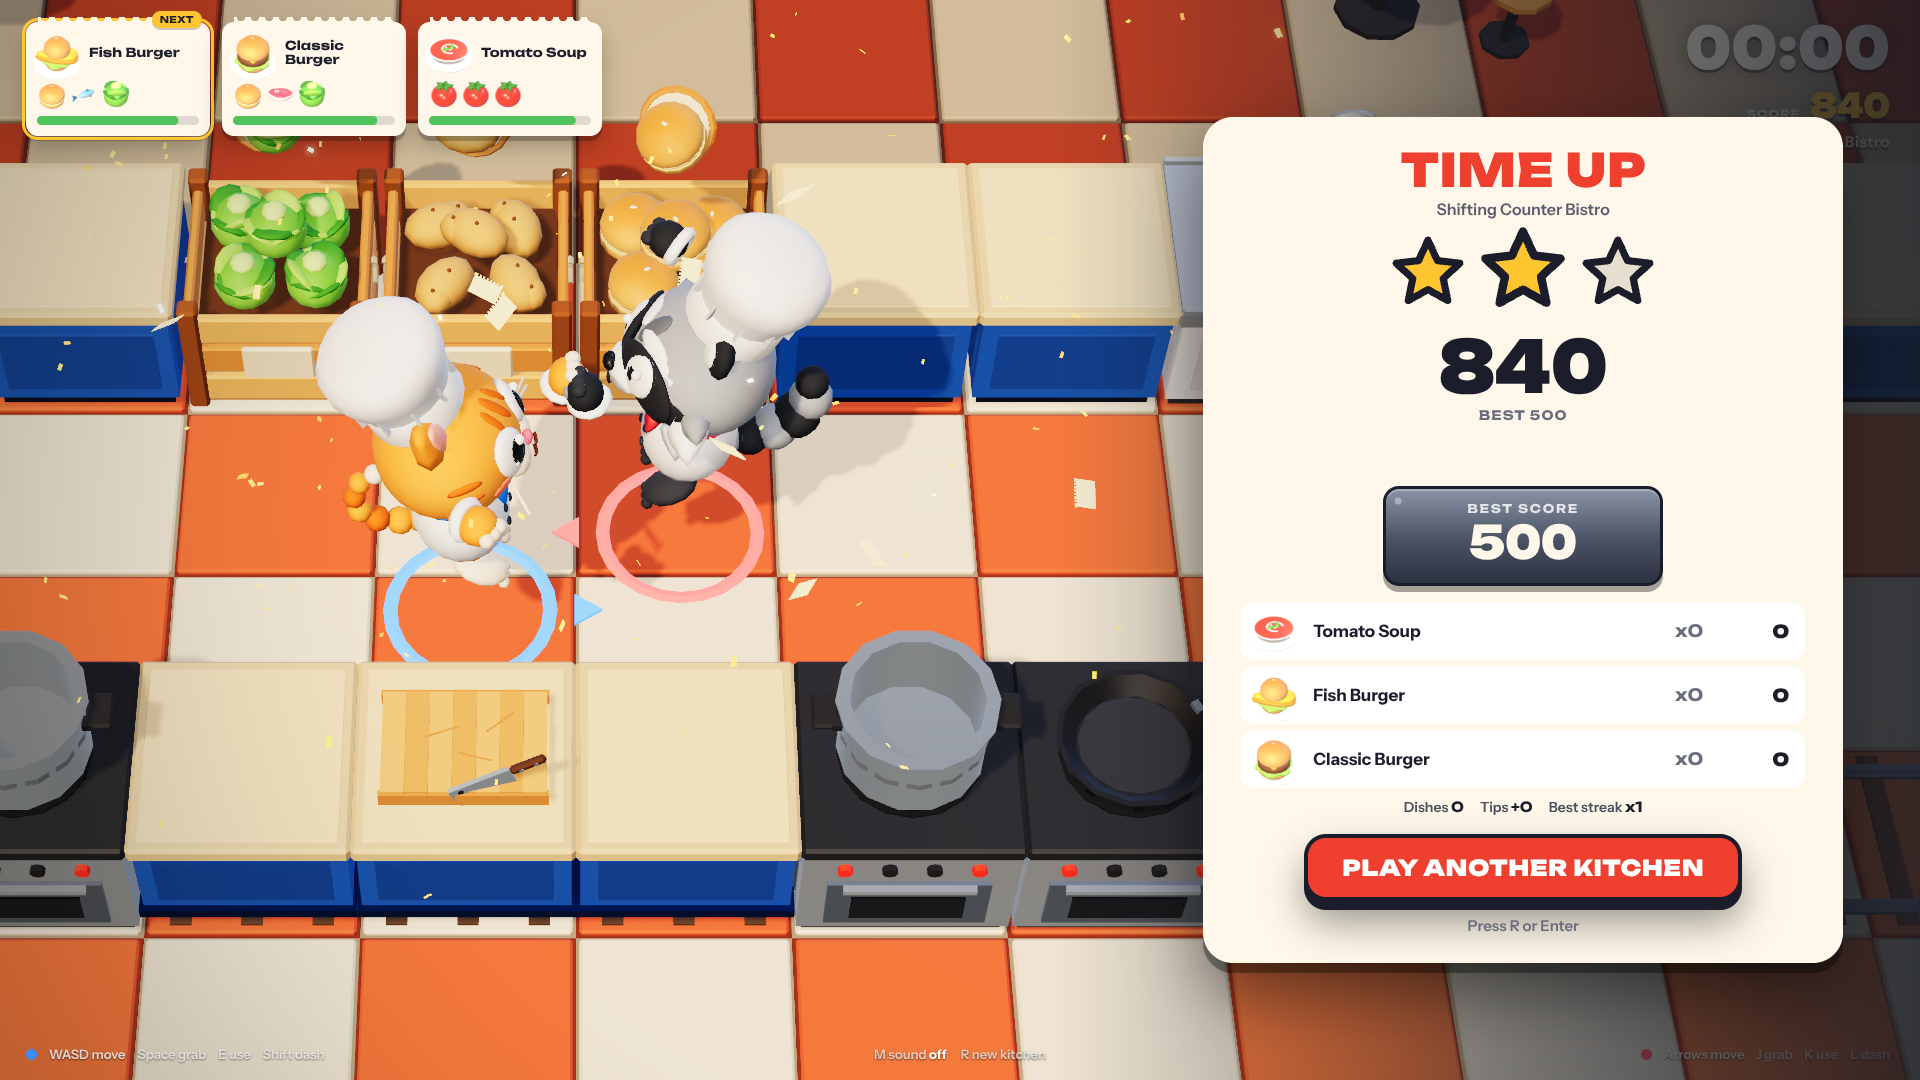 NEXT
Fish Burger
Classic
Burger
Tomato Soup
00:00
SCORE 840
Bistro
TIME UP
Shifting Counter Bistro
840
BEST 500
BEST SCORE
500
Tomato Soup x0 0
Fish Burger x0 0
Classic Burger x0 0
Dishes 0 Tips +0 Best streak x1
PLAY ANOTHER KITCHEN
Press R or Enter
WASD move Space grab E use Shift dash
M sound off R new kitchen
Arrows move J grab K use L dash